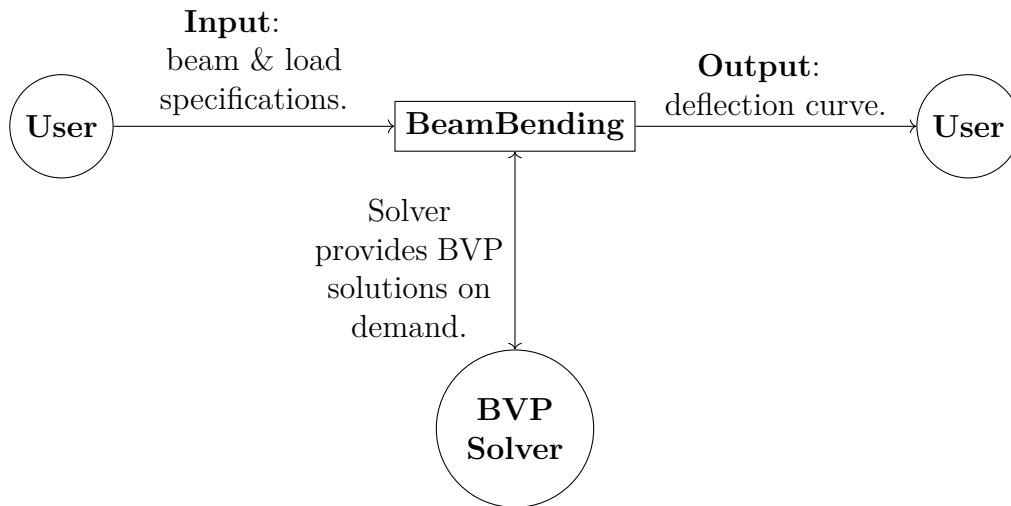 Input:
beam & load
specifications.
User
BeamBending
Output:
deflection curve.
User
Solver
provides BVP
solutions on
demand.
BVP
Solver